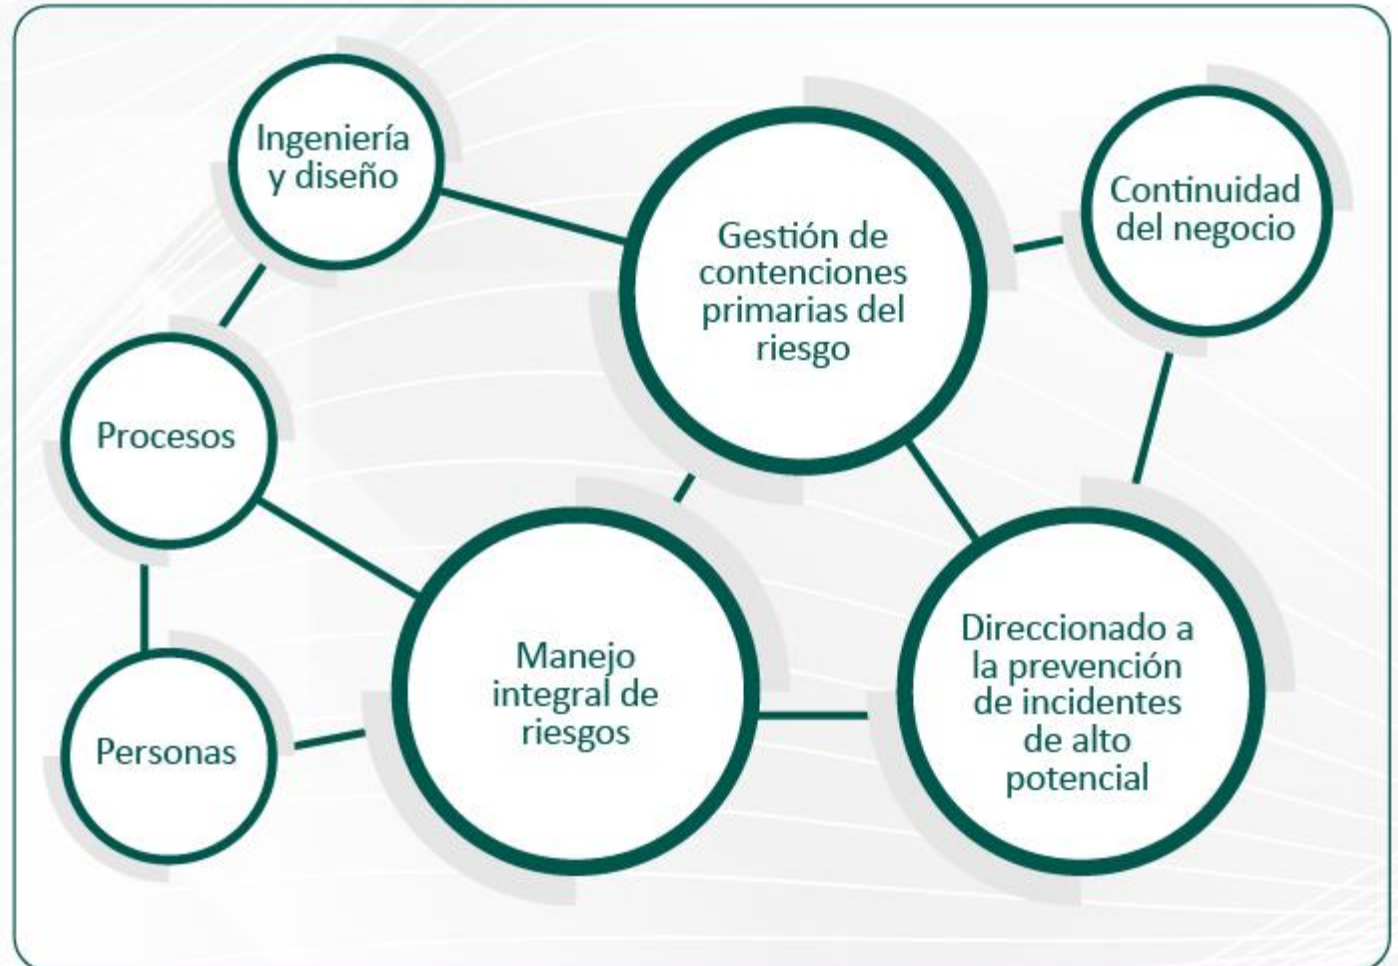 Ingeniería
y diseño
Gestión de
contenciones
primarias del
riesgo
Continuidad
del negocio
Procesos
Manejo
integral de
riesgos
Direccionado a
la prevención
de incidentes
de alto
potencial
Personas